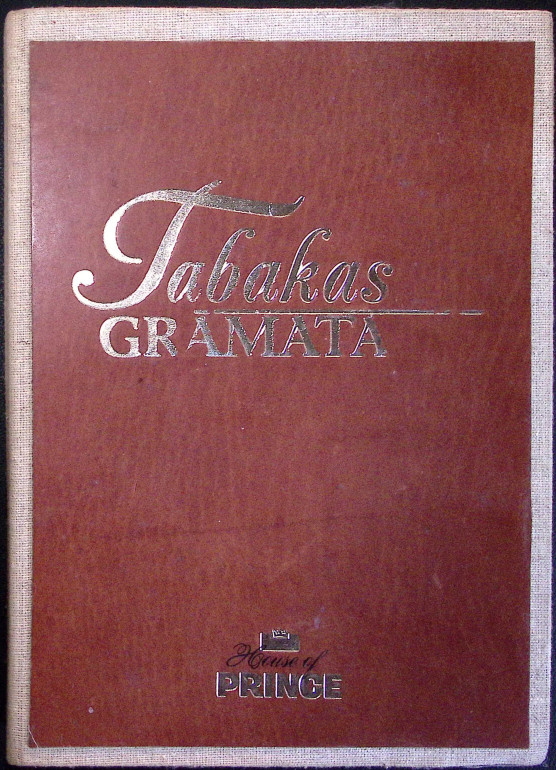 Tabakas
GRĀMATA
House of
PRINCE